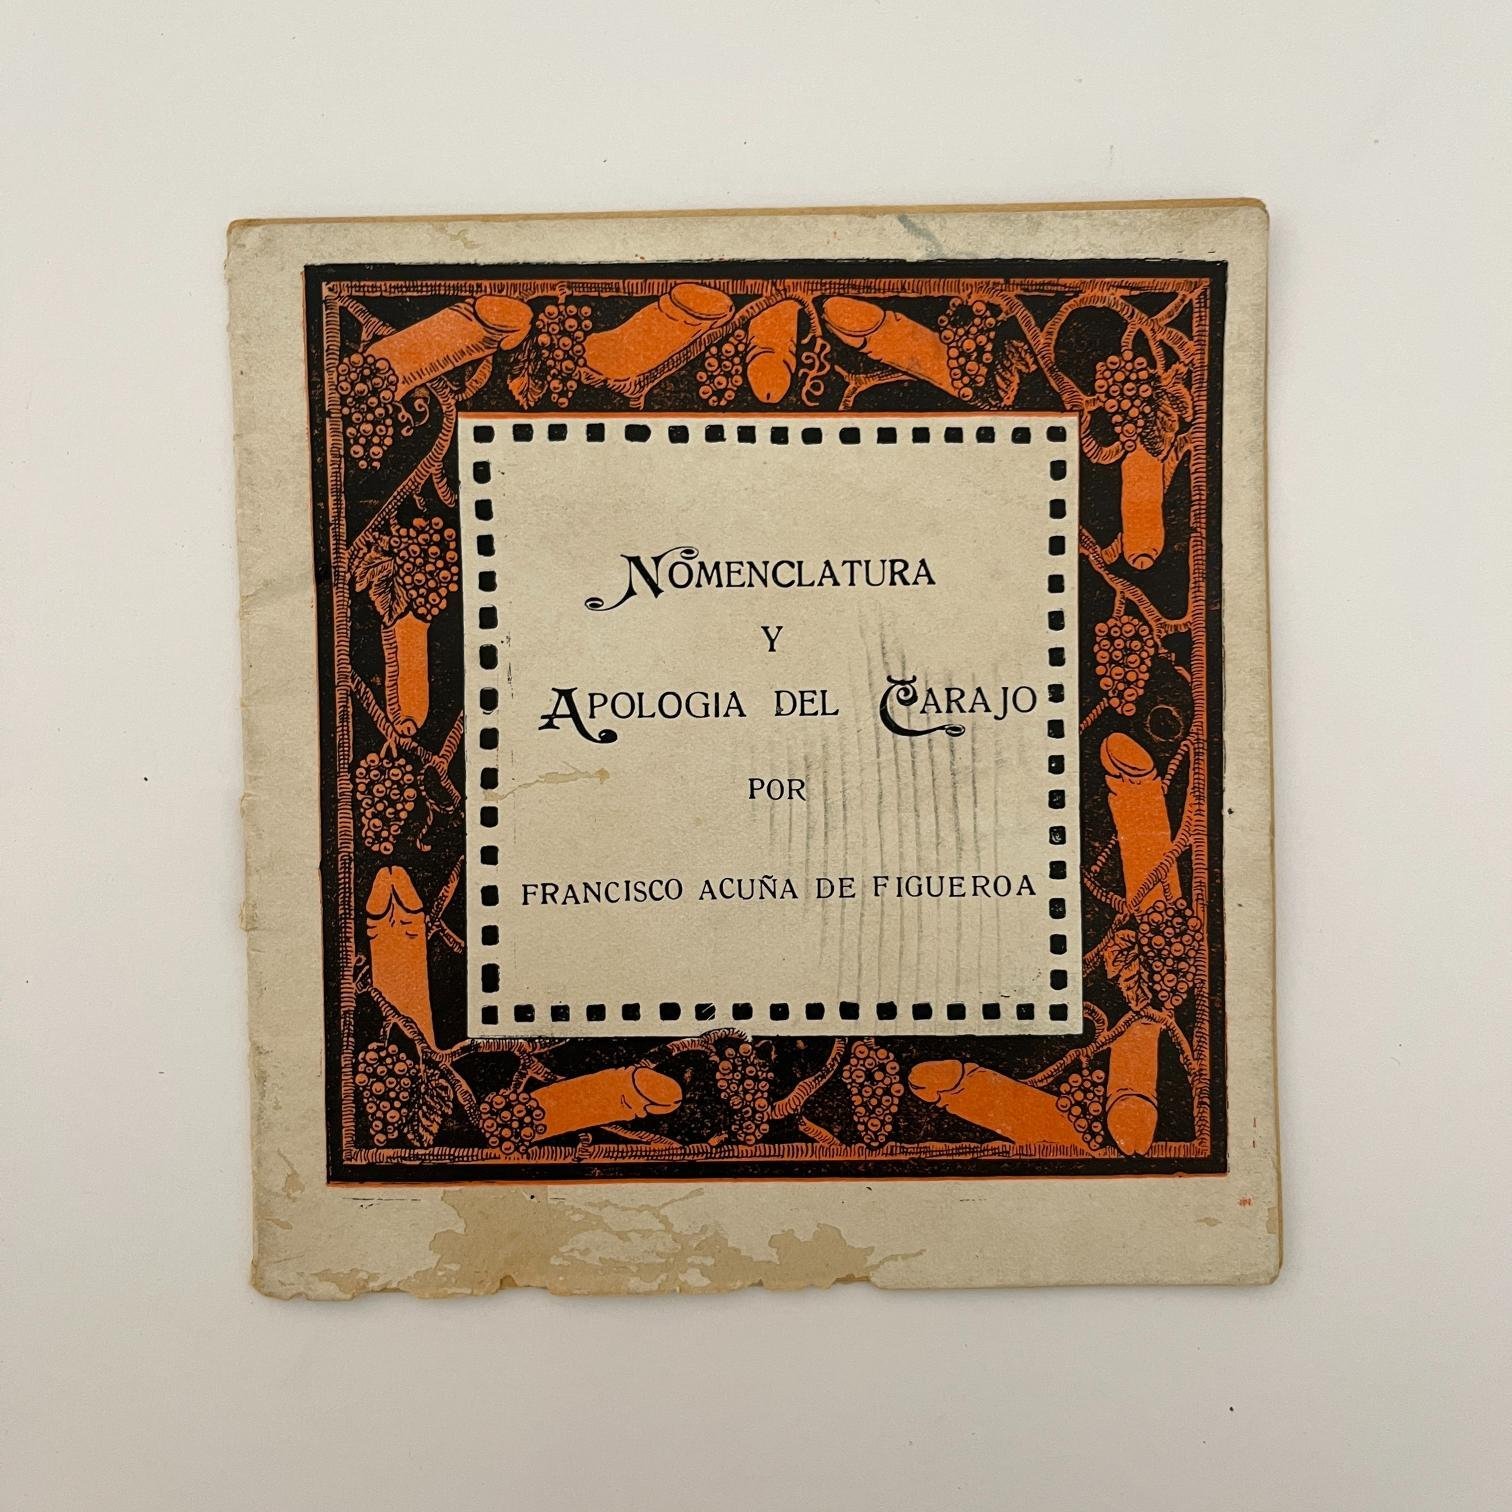 NOMENCLATURA
Y
APOLOGIA DEL CARAJO
POR
FRANCISCO ACUÑA DE FIGUEROA